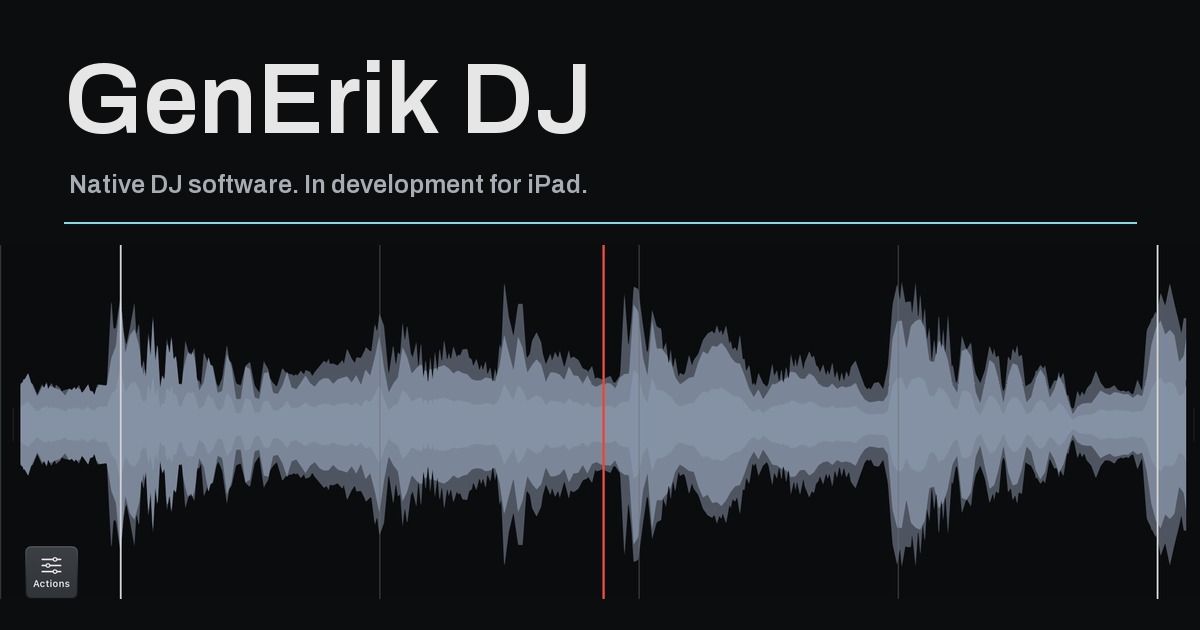 GenErik DJ
Native DJ software. In development for iPad.
Actions